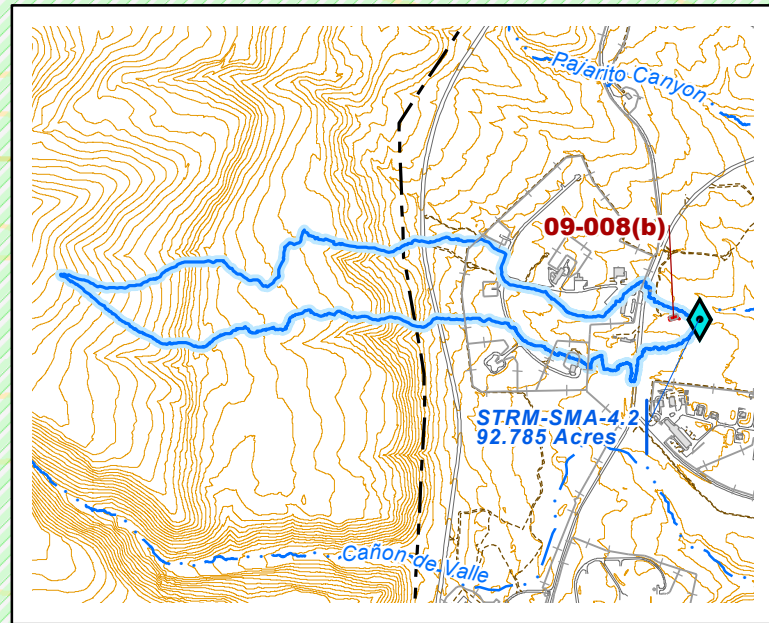 Pajarito Canyon
09-008(b)
STRM-SMA-4.2
92.785 Acres
Cañon de Valle